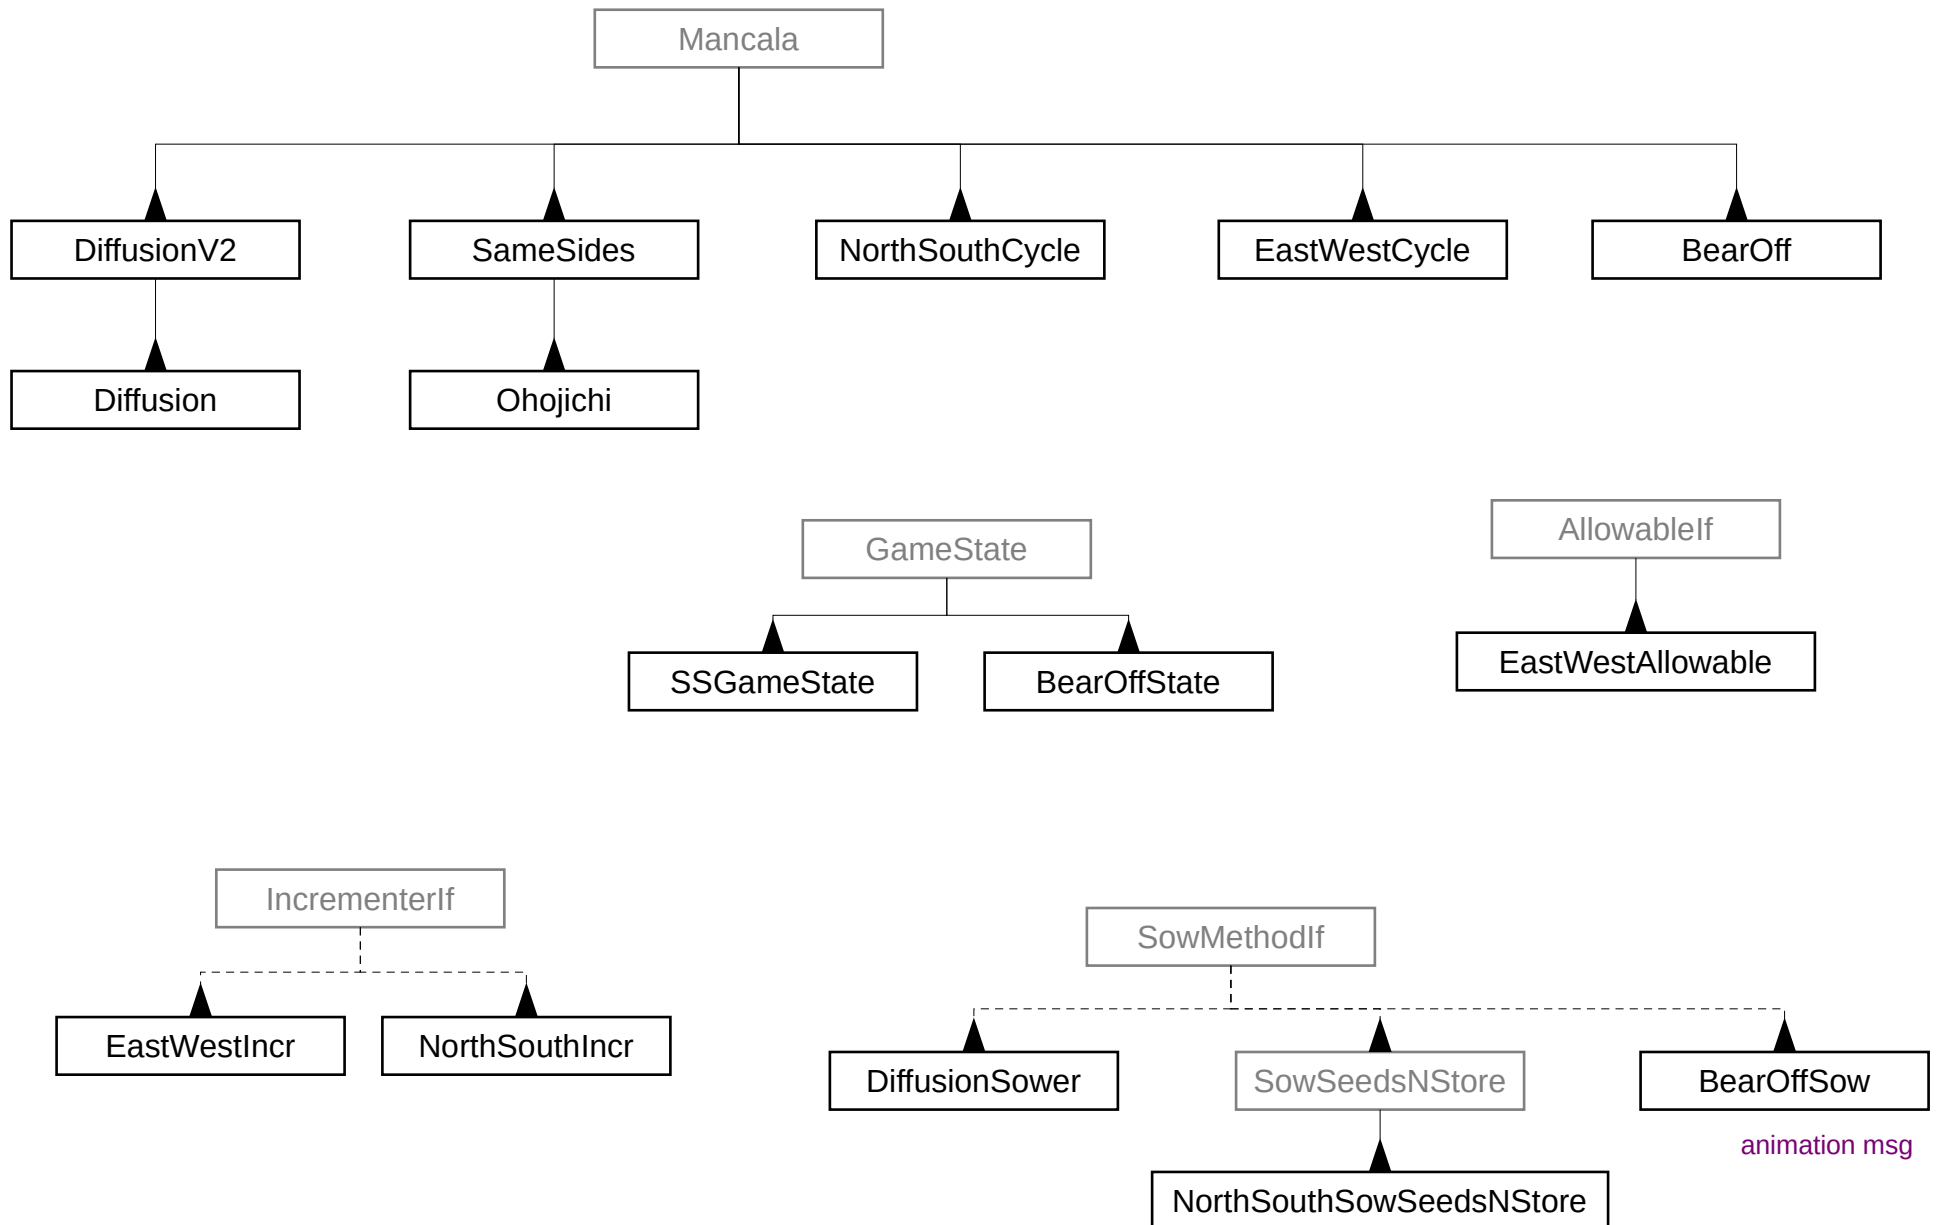 Mancala
DiffusionV2
SameSides
NorthSouthCycle
EastWestCycle
BearOff
Diffusion
Ohojichi
GameState
AllowableIf
SSGameState
BearOffState
EastWestAllowable
IncrementerIf
SowMethodIf
EastWestIncr
NorthSouthIncr
DiffusionSower
SowSeedsNStore
BearOffSow
animation msg
NorthSouthSowSeedsNStore